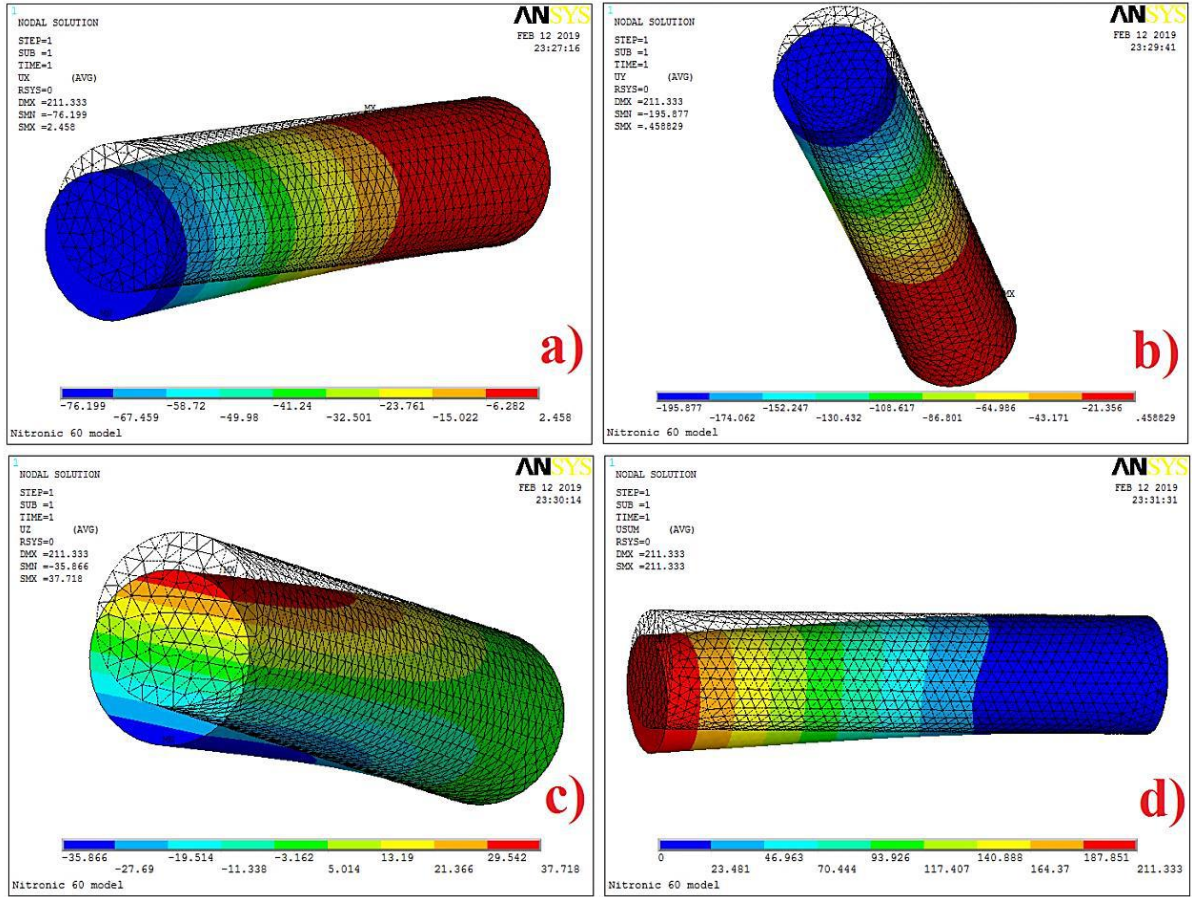 1
NODAL SOLUTION
STEP=1
SUB =1
TIME=1
UX (AVG)
RSYS=0
DMX =211.333
SMN =-76.199
SMX =2.458
ANSYS
FEB 12 2019
23:27:16
MX
a)
-76.199 -58.72 -41.24 -23.761 -6.282
-67.459 -49.98 -32.501 -15.022 2.458
Nitronic 60 model
1
NODAL SOLUTION
STEP=1
SUB =1
TIME=1
UY (AVG)
RSYS=0
DMX =211.333
SMN =-195.877
SMX =.458829
ANSYS
FEB 12 2019
23:29:41
MX
b)
-195.877 -152.247 -108.617 -64.986 -21.356
-174.062 -130.432 -86.801 -43.171 .458829
Nitronic 60 model
1
NODAL SOLUTION
STEP=1
SUB =1
TIME=1
UZ (AVG)
RSYS=0
DMX =211.333
SMN =-35.866
SMX =37.718
ANSYS
FEB 12 2019
23:30:14
MX
c)
-35.866 -19.514 -3.162 13.19 29.542
-27.69 -11.338 5.014 21.366 37.718
Nitronic 60 model
1
NODAL SOLUTION
STEP=1
SUB =1
TIME=1
USUM (AVG)
RSYS=0
DMX =211.333
SMX =211.333
ANSYS
FEB 12 2019
23:31:31
d)
0 46.963 93.926 140.888 187.851
23.481 70.444 117.407 164.37 211.333
Nitronic 60 model